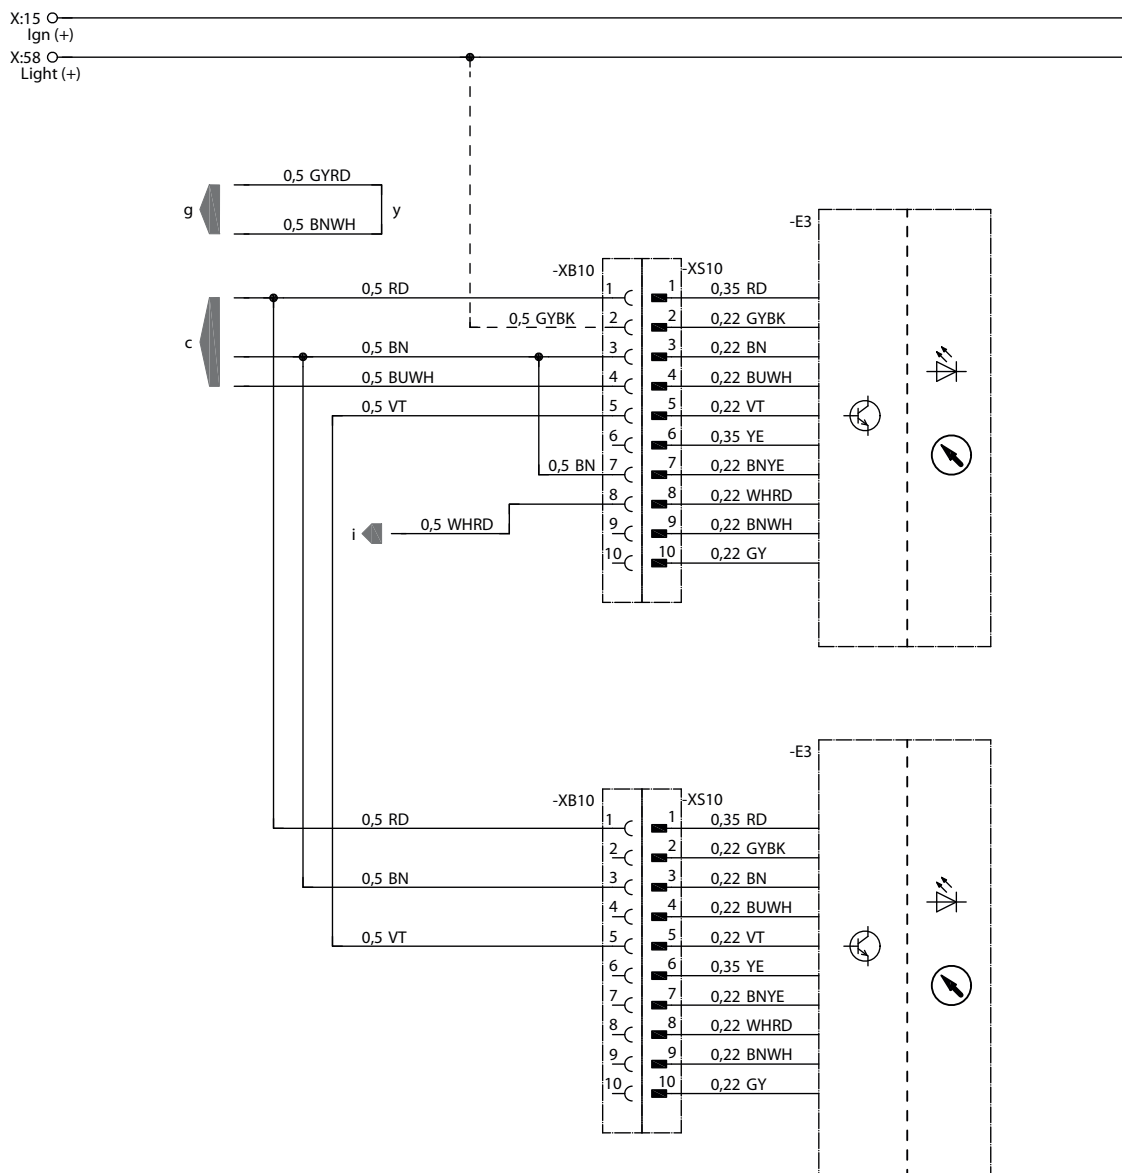 X:15
Ign (+)
X:58
Light (+)
0,5 GYRD
g
y
0,5 BNWH
-E3
-XB10
-XS10
0,5 RD
1
1
0,35 RD
0,5 GYBK
2
2
0,22 GYBK
c
0,5 BN
3
3
0,22 BN
0,5 BUWH
4
4
0,22 BUWH
0,5 VT
5
5
0,22 VT
6
6
0,35 YE
0,5 BN
7
7
0,22 BNYE
8
8
0,22 WHRD
i
0,5 WHRD
9
9
0,22 BNWH
10
10
0,22 GY
-E3
-XB10
-XS10
0,5 RD
1
1
0,35 RD
2
2
0,22 GYBK
0,5 BN
3
3
0,22 BN
4
4
0,22 BUWH
0,5 VT
5
5
0,22 VT
6
6
0,35 YE
7
7
0,22 BNYE
8
8
0,22 WHRD
9
9
0,22 BNWH
10
10
0,22 GY